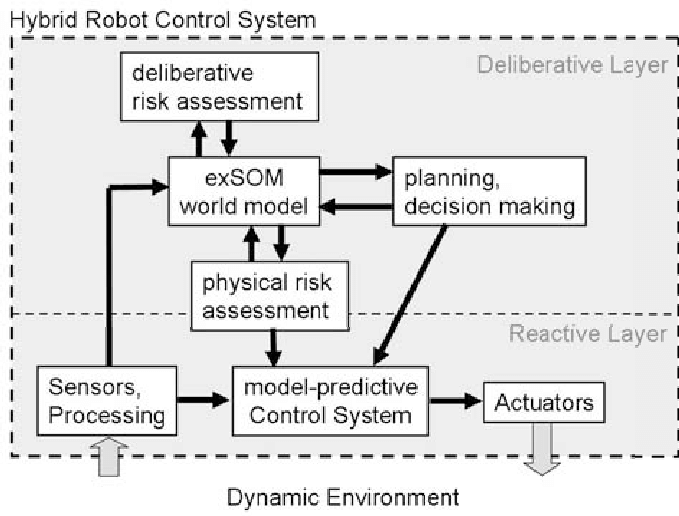 Hybrid Robot Control System
Deliberative Layer
deliberative
risk assessment
exSOM
world model
planning,
decision making
physical risk
assessment
Reactive Layer
Sensors,
Processing
model-predictive
Control System
Actuators
Dynamic Environment